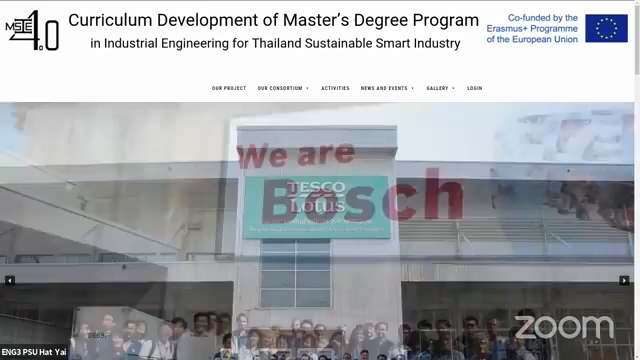 MSIE 4.0
Curriculum Development of Master's Degree Program
in Industrial Engineering for Thailand Sustainable Smart Industry
Co-funded by the
Erasmus+ Programme
of the European Union
OUR PROJECT
OUR CONSORTIUM
ACTIVITIES
NEWS AND EVENTS
GALLERY
LOGIN
We are
Bosch
TESCO
Lotus
ENG3 PSU Hat Yai
zoom